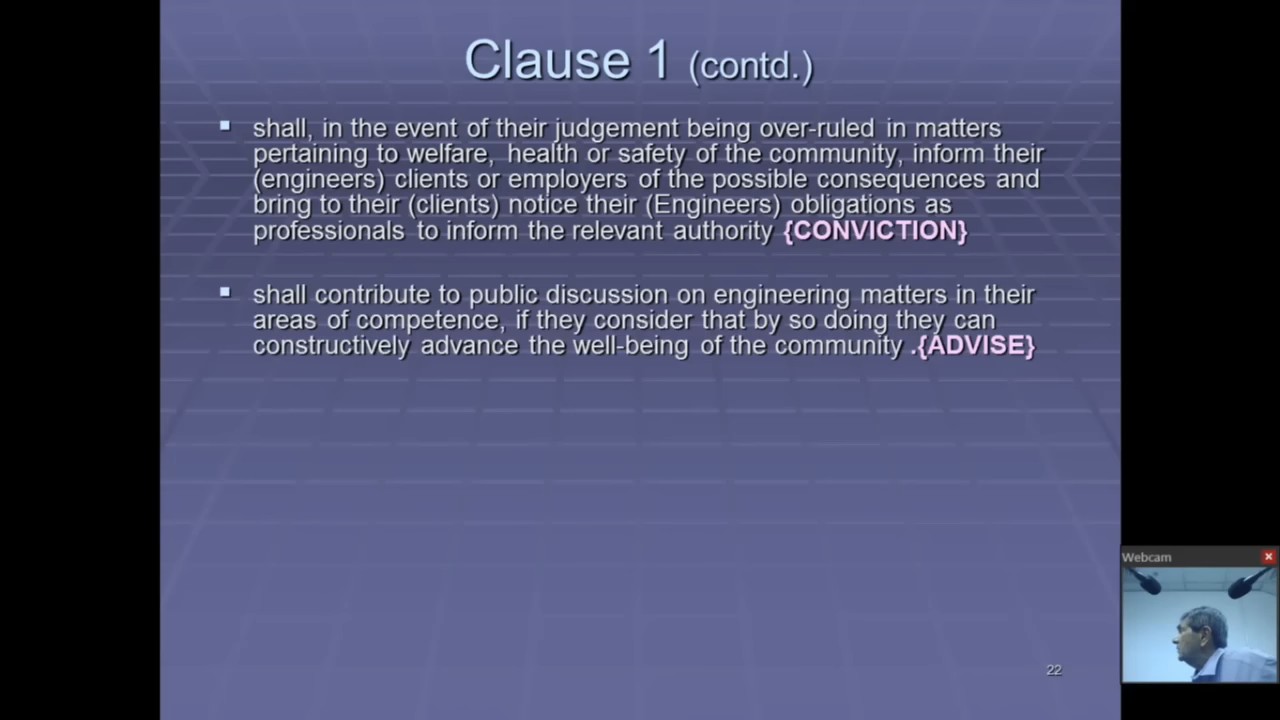 Clause 1 (contd.)
shall, in the event of their judgement being over-ruled in matters
pertaining to welfare, health or safety of the community, inform their
(engineers) clients or employers of the possible consequences and
bring to their (clients) notice their (Engineers) obligations as
professionals to inform the relevant authority {CONVICTION}
shall contribute to public discussion on engineering matters in their
areas of competence, if they consider that by so doing they can
constructively advance the well-being of the community .{ADVISE}
Webcam
22